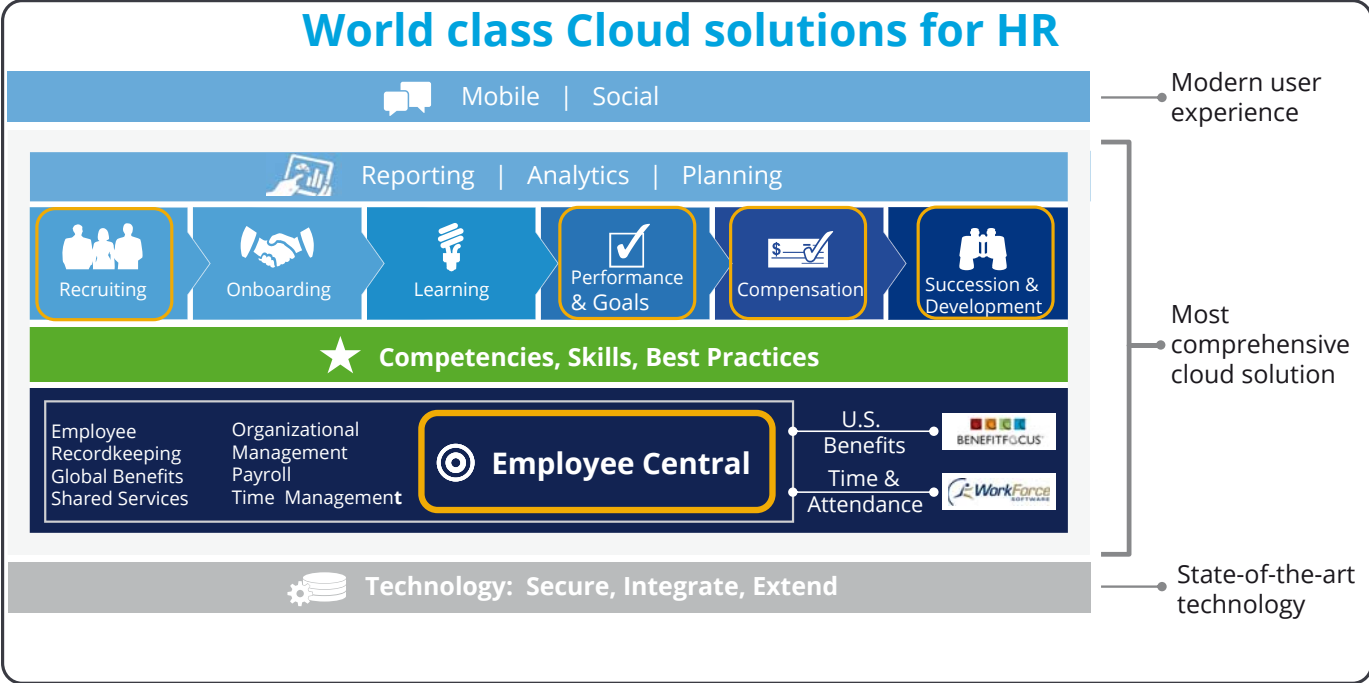 World class Cloud solutions for HR
Mobile | Social
Modern user
experience
Reporting | Analytics | Planning
Recruiting
Onboarding
Learning
Performance
& Goals
$
Compensation
Succession &
Development
Most
comprehensive
cloud solution
Competencies, Skills, Best Practices
Employee
Recordkeeping
Global Benefits
Shared Services
Organizational
Management
Payroll
Time Management
Employee Central
U.S.
Benefits
BENEFITFOCUS
Time &
Attendance
WorkForce
SOFTWARE
Technology: Secure, Integrate, Extend
State-of-the-art
technology